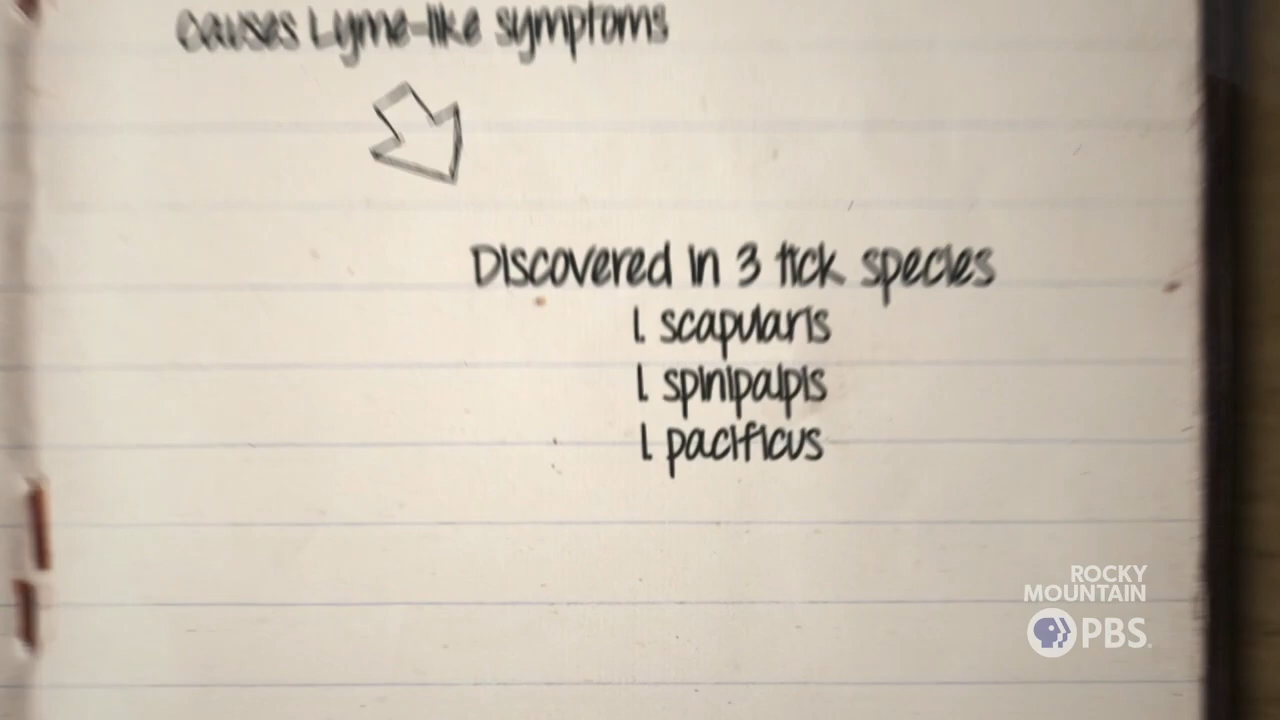 causes Lyme-like symptoms
Discovered in 3 tick species
I. scapularis
I. spinipalpis
I. pacificus
ROCKY
MOUNTAIN
PBS.